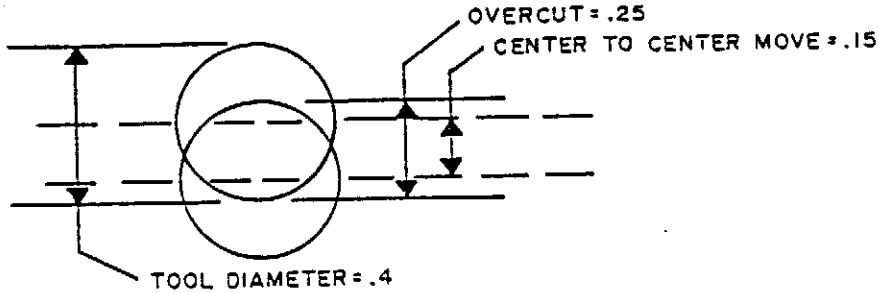 OVERCUT=.25
CENTER TO CENTER MOVE=.15
TOOL DIAMETER=.4